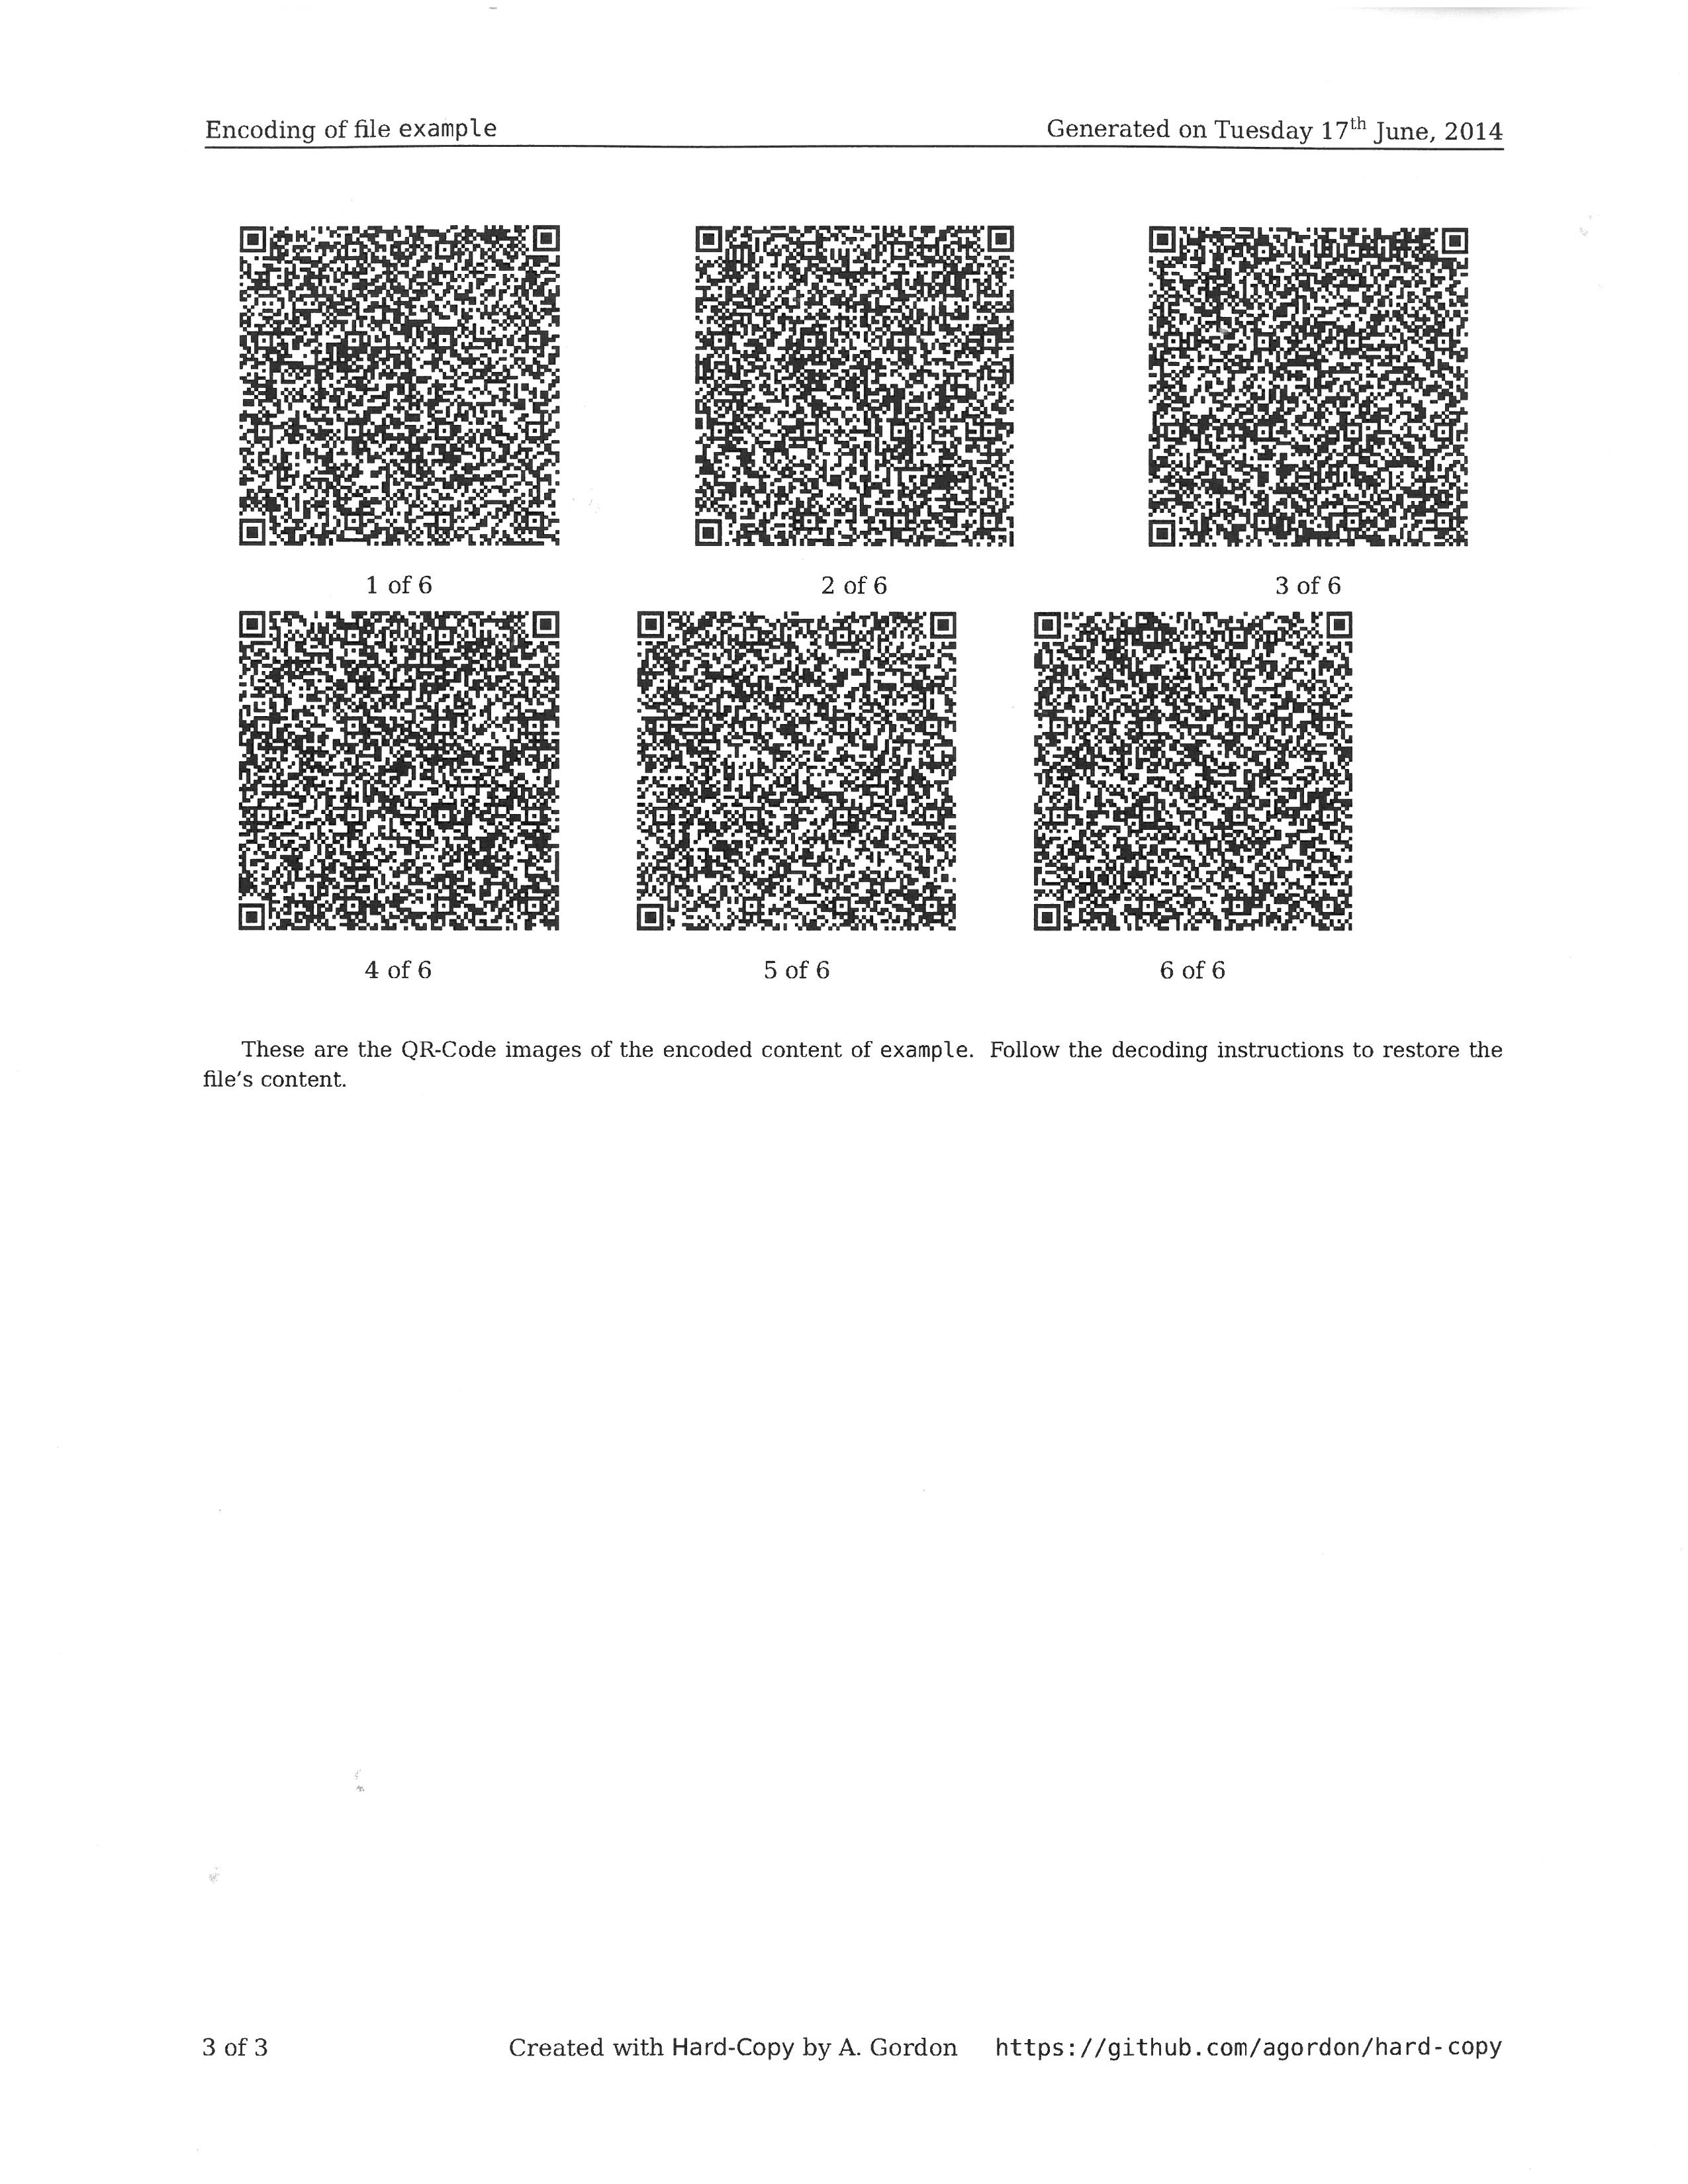 Encoding of file example
Generated on Tuesday 17th June, 2014
1 of 6
2 of 6
3 of 6
4 of 6
5 of 6
6 of 6
These are the QR-Code images of the encoded content of example. Follow the decoding instructions to restore the
file's content.
3 of 3
Created with Hard-Copy by A. Gordon
https://github.com/agordon/hard-copy